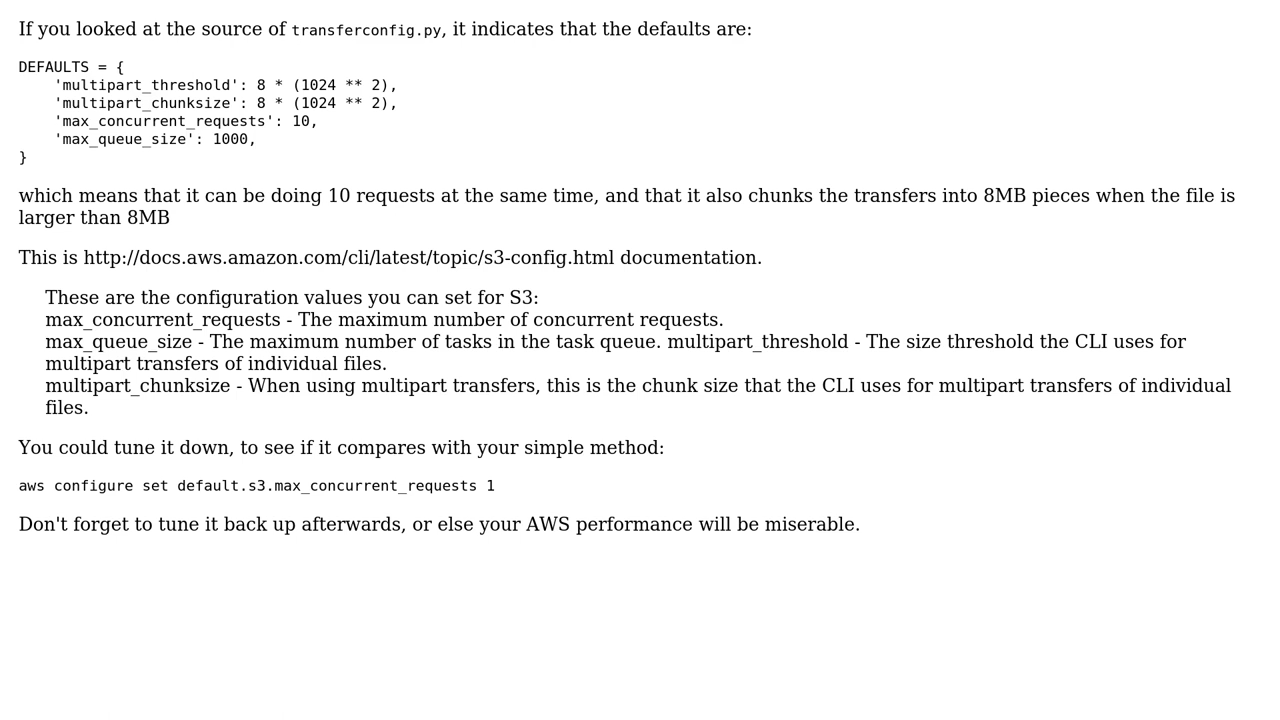 If you looked at the source of transferconfig.py, it indicates that the defaults are:
DEFAULTS = {
    'multipart_threshold': 8 * (1024 ** 2),
    'multipart_chunksize': 8 * (1024 ** 2),
    'max_concurrent_requests': 10,
    'max_queue_size': 1000,
}
which means that it can be doing 10 requests at the same time, and that it also chunks the transfers into 8MB pieces when the file is
larger than 8MB
This is http://docs.aws.amazon.com/cli/latest/topic/s3-config.html documentation.
These are the configuration values you can set for S3:
max_concurrent_requests - The maximum number of concurrent requests.
max_queue_size - The maximum number of tasks in the task queue. multipart_threshold - The size threshold the CLI uses for
multipart transfers of individual files.
multipart_chunksize - When using multipart transfers, this is the chunk size that the CLI uses for multipart transfers of individual
files.
You could tune it down, to see if it compares with your simple method:
aws configure set default.s3.max_concurrent_requests 1
Don't forget to tune it back up afterwards, or else your AWS performance will be miserable.